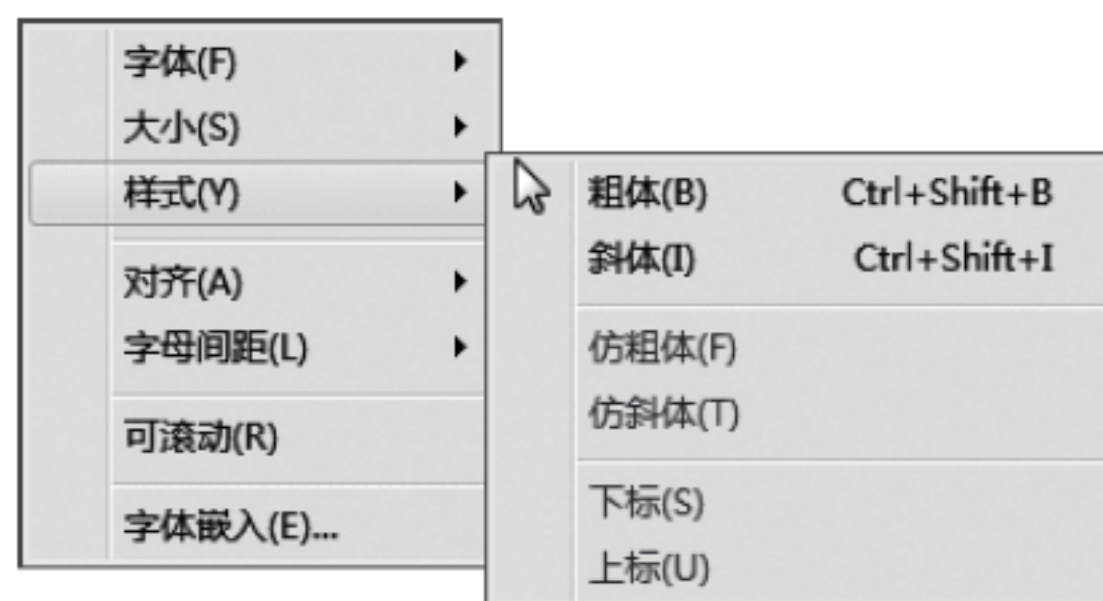 字体(F)
大小(S)
样式(Y)
对齐(A)
字母间距(L)
可滚动(R)
字体嵌入(E)...
粗体(B) Ctrl+Shift+B
斜体(I) Ctrl+Shift+I
仿粗体(F)
仿斜体(T)
下标(S)
上标(U)